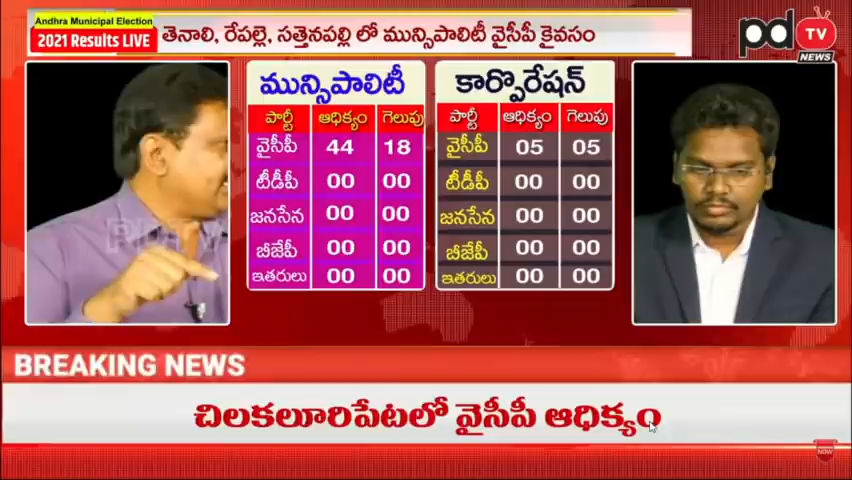 Andhra Municipal Election
2021 Results LIVE
తెనాలి, రేపల్లె, సత్తెనపల్లి లో మున్సిపాలిటీ వైసీపీ కైవసం
pd TV
NEWS
మున్సిపాలిటీ
పార్టీ ఆధిక్యం గెలుపు
వైసీపీ 44 18
టీడీపీ 00 00
జనసేన 00 00
బీజేపీ 00 00
ఇతరులు 00 00
కార్పొరేషన్
పార్టీ ఆధిక్యం గెలుపు
వైసీపీ 05 05
టీడీపీ 00 00
జనసేన 00 00
బీజేపీ 00 00
ఇతరులు 00 00
BREAKING NEWS
చిలకలూరిపేటలో వైసీపీ ఆధిక్యం
NOW